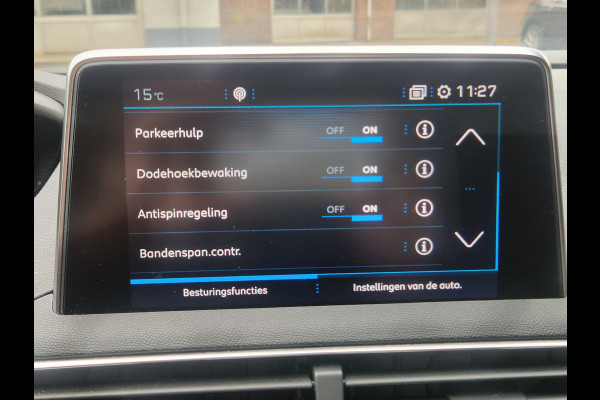 15°C 11:27
Parkeerhulp OFF ON
Dodehoekbewaking OFF ON
Antispinregeling OFF ON
Bandenspan.contr.
Besturingsfuncties Instellingen van de auto.